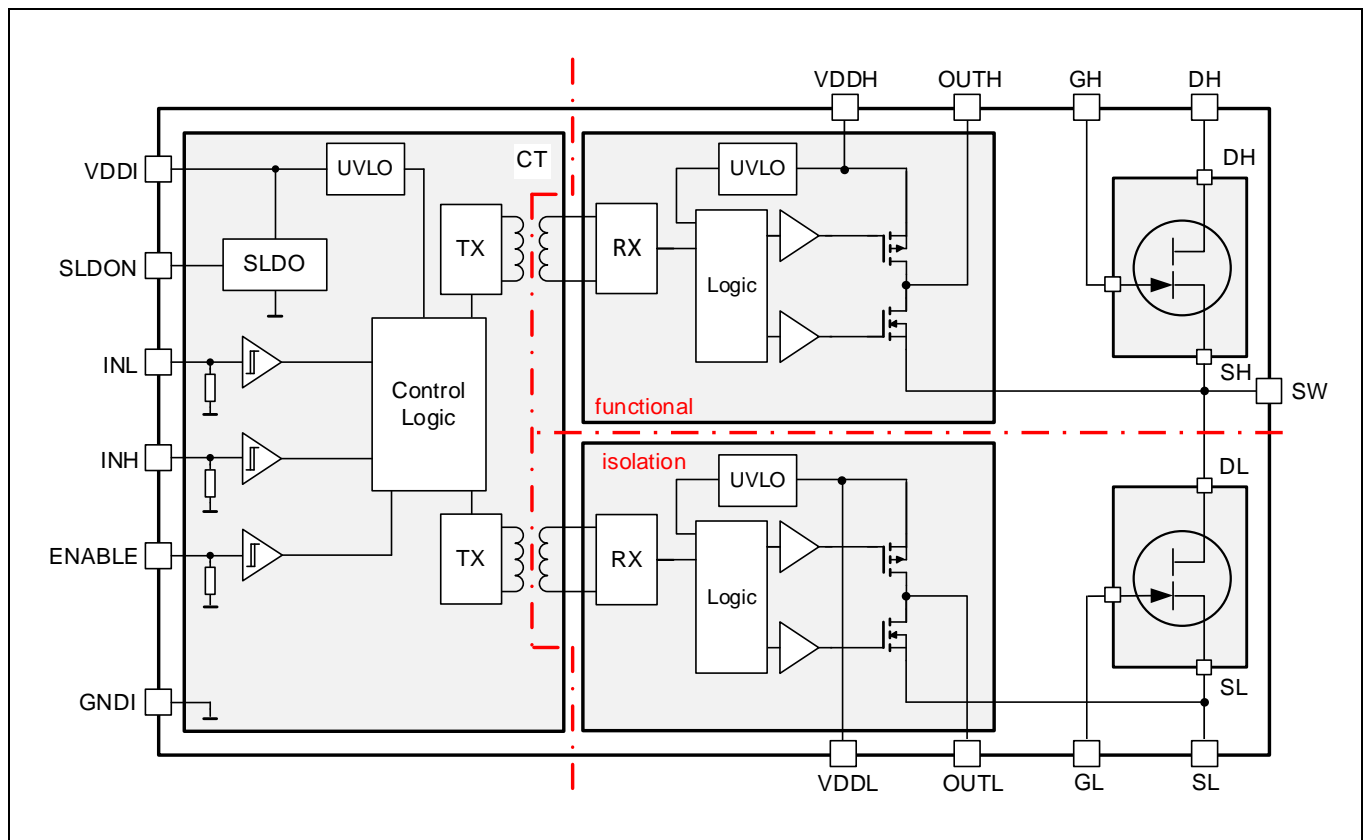 VDDH
OUTH
GH
DH
VDDI
UVLO
CT
UVLO
DH
TX
RX
SLDON
SLDO
Logic
INL
Control
Logic
SH
SW
functional
INH
isolation
DL
UVLO
ENABLE
TX
RX
Logic
SL
GNDI
VDDL
OUTL
GL
SL